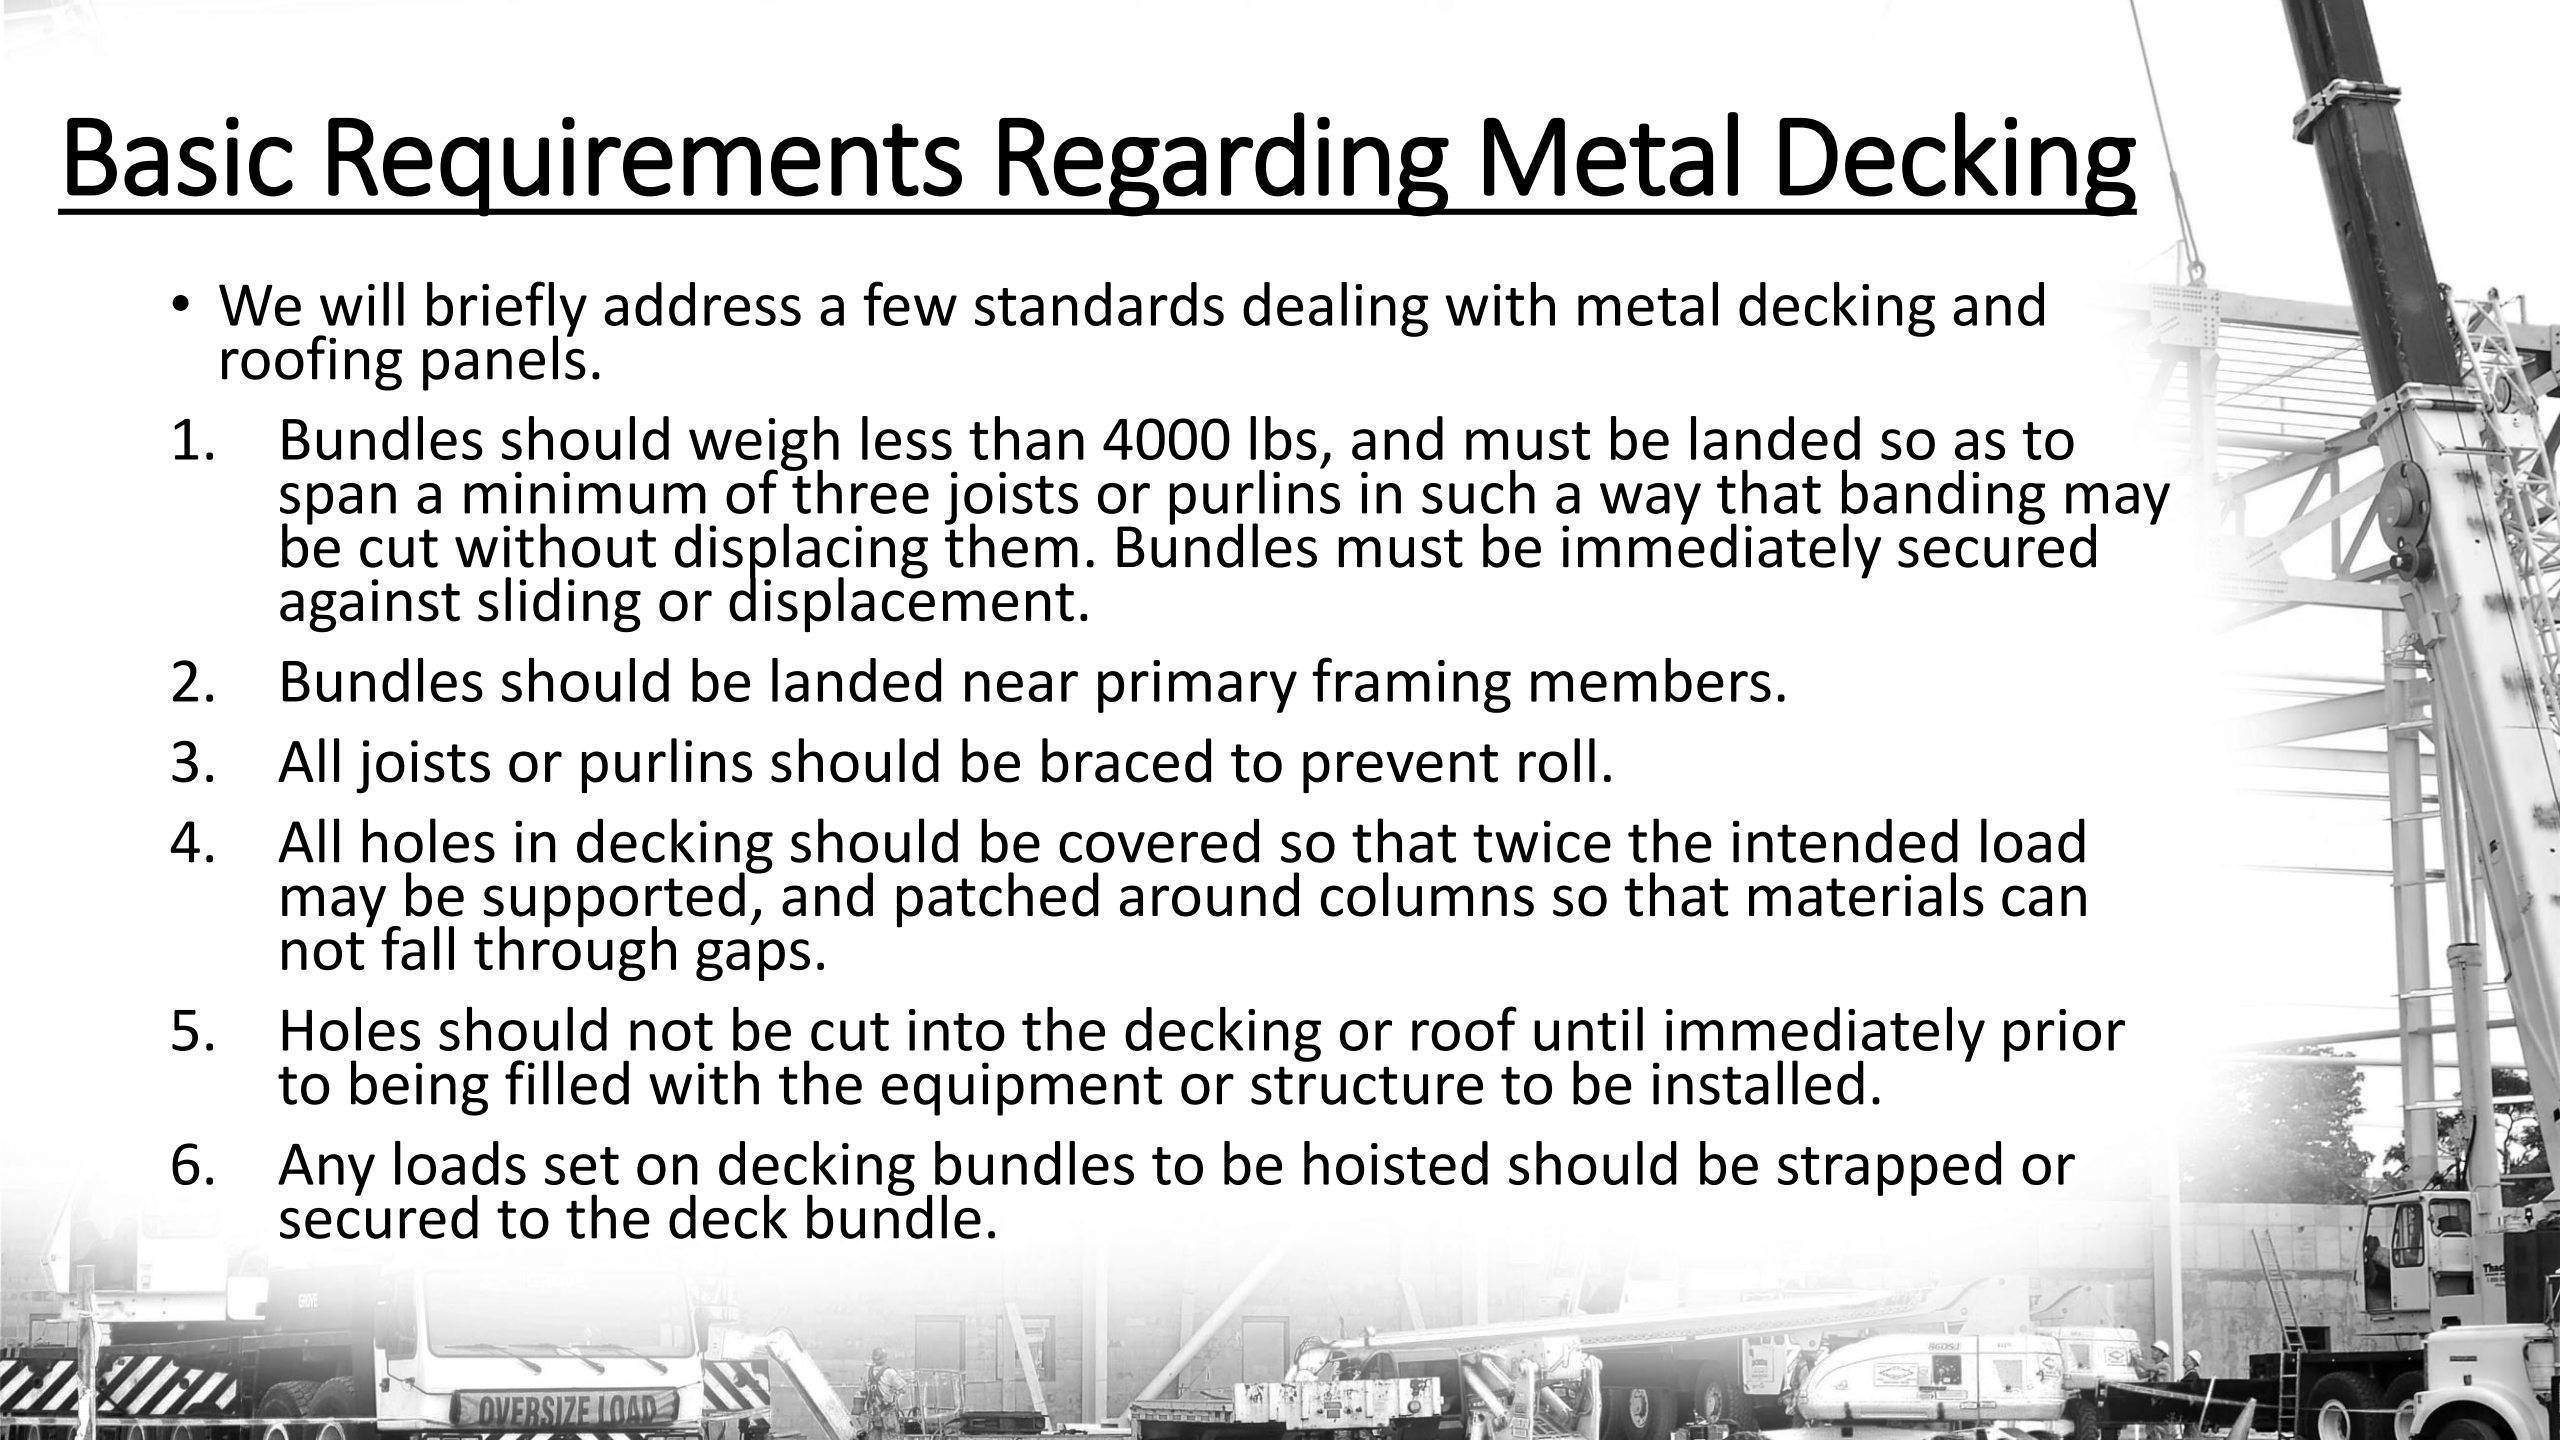 Basic Requirements Regarding Metal Decking
• We will briefly address a few standards dealing with metal decking and
roofing panels.
1. Bundles should weigh less than 4000 lbs, and must be landed so as to
span a minimum of three joists or purlins in such a way that banding may
be cut without displacing them. Bundles must be immediately secured
against sliding or displacement.
2. Bundles should be landed near primary framing members.
3. All joists or purlins should be braced to prevent roll.
4. All holes in decking should be covered so that twice the intended load
may be supported, and patched around columns so that materials can
not fall through gaps.
5. Holes should not be cut into the decking or roof until immediately prior
to being filled with the equipment or structure to be installed.
6. Any loads set on decking bundles to be hoisted should be strapped or
secured to the deck bundle.
GROVE
OVERSIZE LOAD